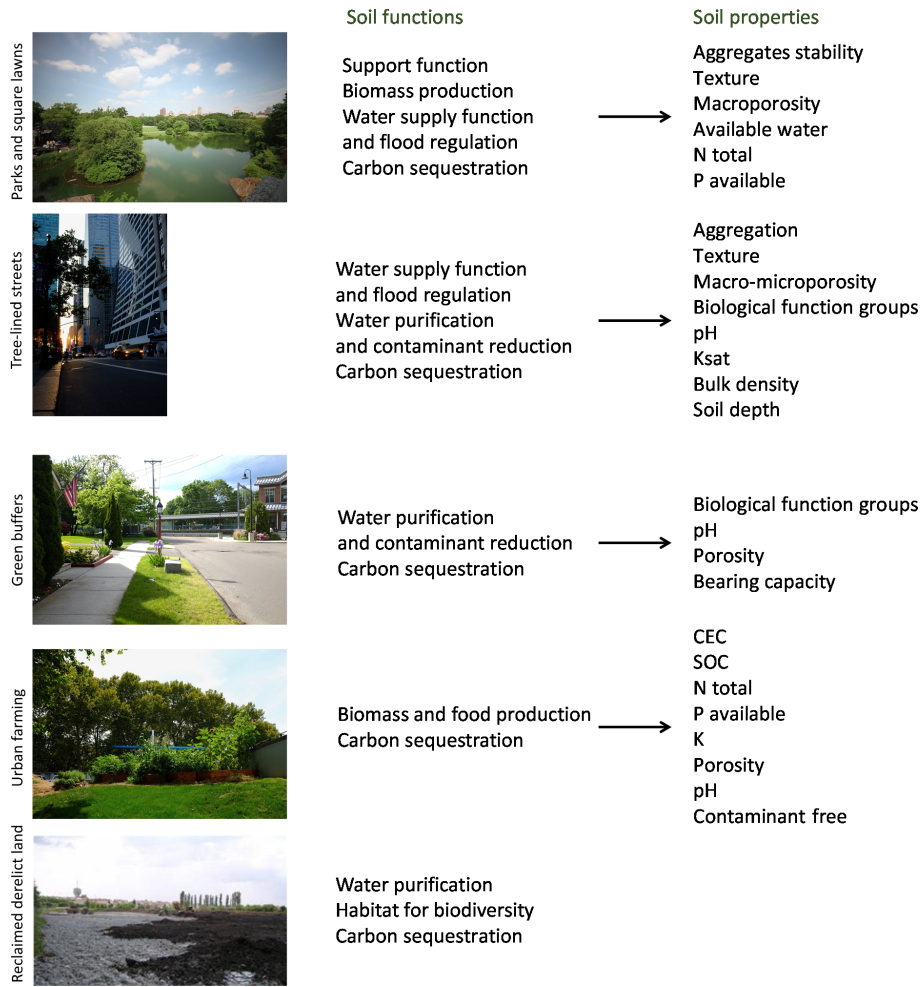 Soil functions
Soil properties
Parks and square lawns
Support function
Biomass production
Water supply function
and flood regulation
Carbon sequestration
Aggregates stability
Texture
Macroporosity
Available water
N total
P available
Tree-lined streets
Water supply function
and flood regulation
Water purification
and contaminant reduction
Carbon sequestration
Aggregation
Texture
Macro-microporosity
Biological function groups
pH
Ksat
Bulk density
Soil depth
Green buffers
Water purification
and contaminant reduction
Carbon sequestration
Biological function groups
pH
Porosity
Bearing capacity
Urban farming
Biomass and food production
Carbon sequestration
CEC
SOC
N total
P available
K
Porosity
pH
Contaminant free
Reclaimed derelict land
Water purification
Habitat for biodiversity
Carbon sequestration